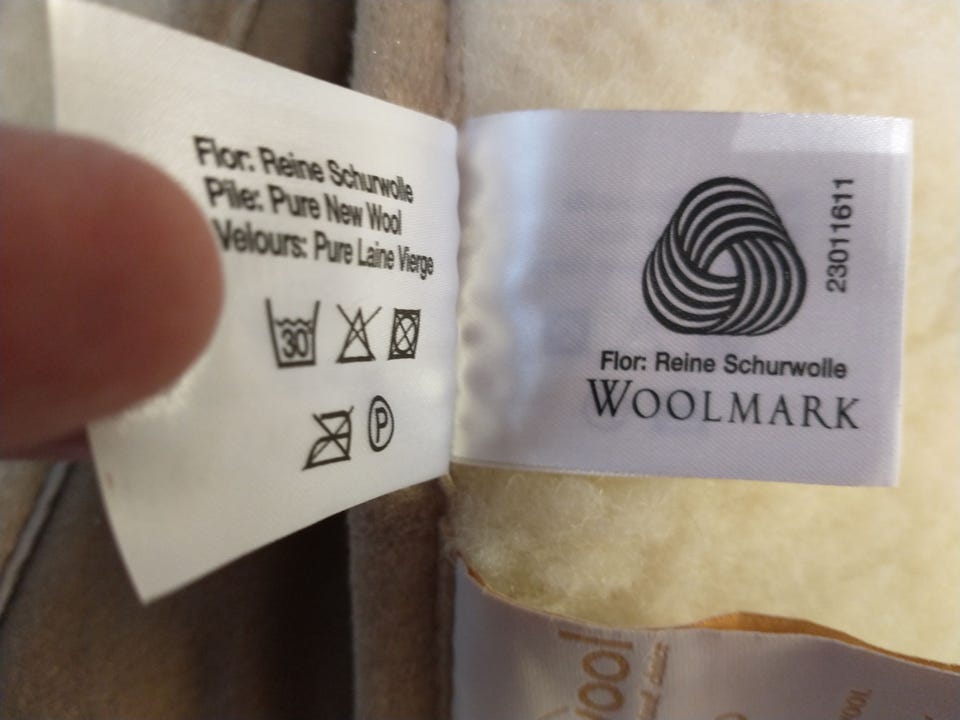 Flor: Reine Schurwolle
Pile: Pure New Wool
Velours: Pure Laine Vierge
30
P
23011611
Flor: Reine Schurwolle
WOOLMARK